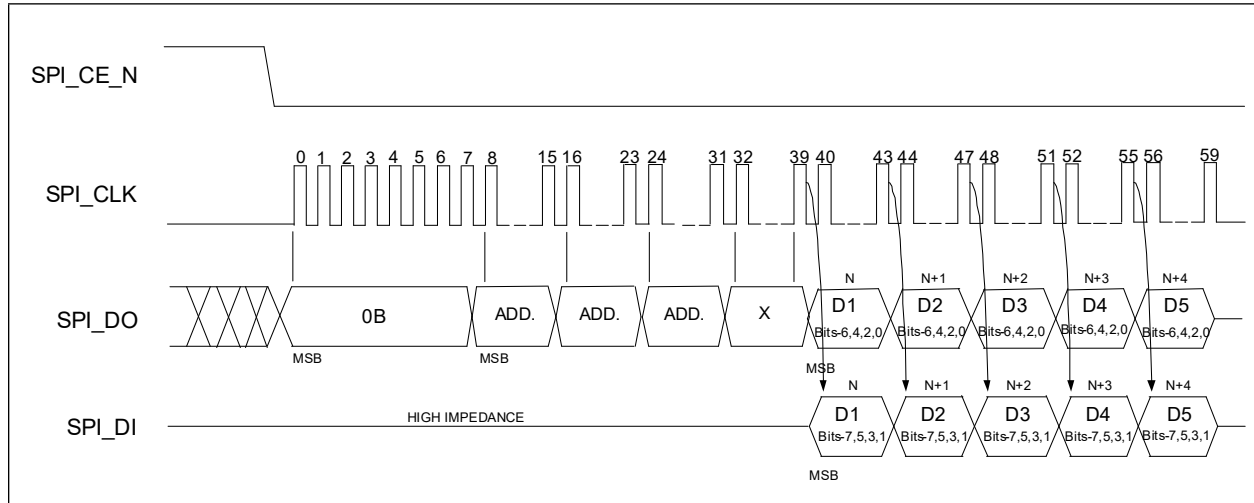 SPI_CE_N
0 1 2 3 4 5 6 7 8 15 16 23 24 31 32 39 40 43 44 47 48 51 52 55 56 59
SPI_CLK
N N+1 N+2 N+3 N+4
SPI_DO 0B ADD. ADD. ADD. X D1 D2 D3 D4 D5
Bits-6,4,2,0 Bits-6,4,2,0 Bits-6,4,2,0 Bits-6,4,2,0 Bits-6,4,2,0
MSB MSB MSB
N N+1 N+2 N+3 N+4
HIGH IMPEDANCE
SPI_DI D1 D2 D3 D4 D5
Bits-7,5,3,1 Bits-7,5,3,1 Bits-7,5,3,1 Bits-7,5,3,1 Bits-7,5,3,1
MSB